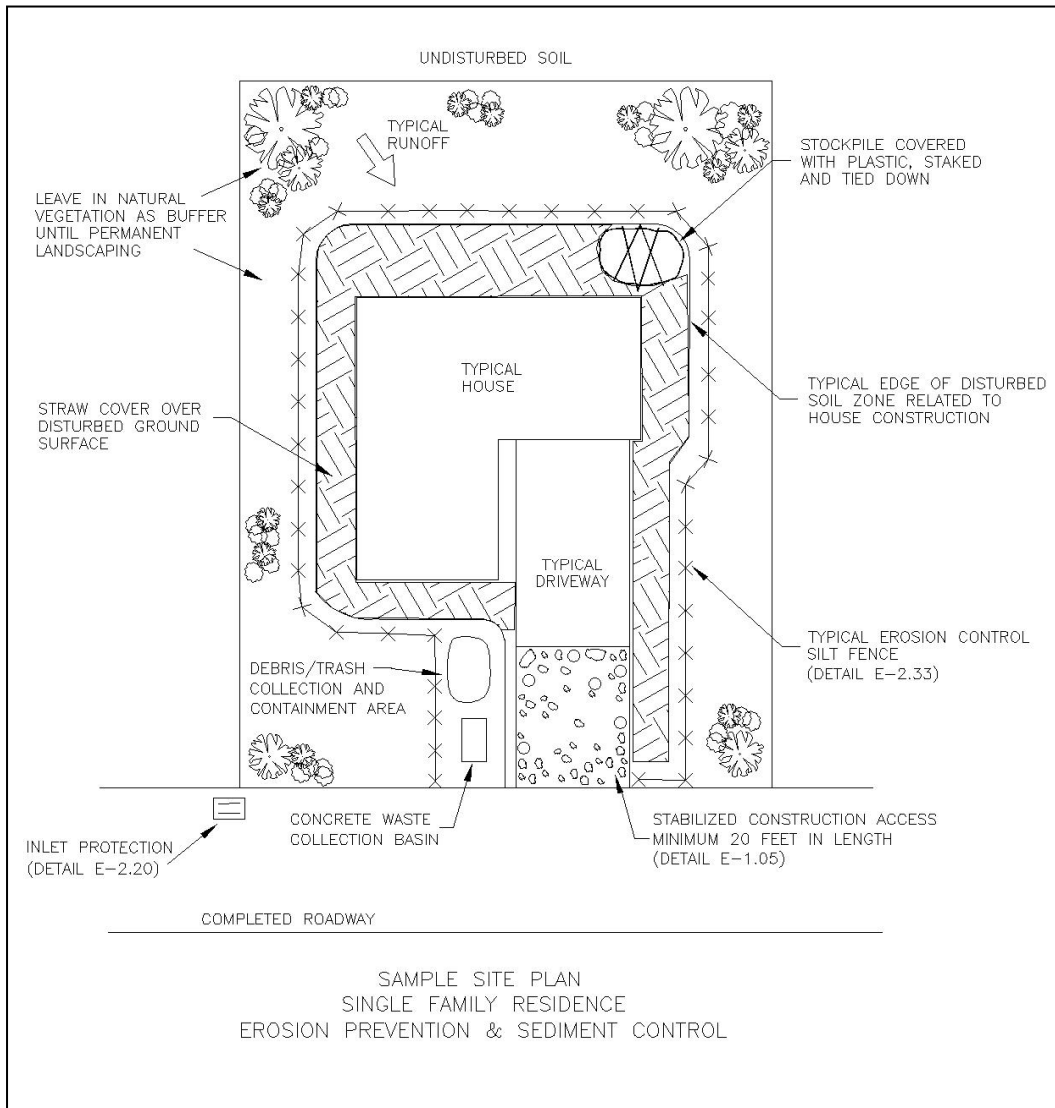 UNDISTURBED SOIL
TYPICAL
RUNOFF
STOCKPILE COVERED
WITH PLASTIC, STAKED
AND TIED DOWN
LEAVE IN NATURAL
VEGETATION AS BUFFER
UNTIL PERMANENT
LANDSCAPING
TYPICAL
HOUSE
TYPICAL EDGE OF DISTURBED
SOIL ZONE RELATED TO
HOUSE CONSTRUCTION
STRAW COVER OVER
DISTURBED GROUND
SURFACE
TYPICAL
DRIVEWAY
TYPICAL EROSION CONTROL
SILT FENCE
(DETAIL E-2.33)
DEBRIS/TRASH
COLLECTION AND
CONTAINMENT AREA
CONCRETE WASTE
COLLECTION BASIN
STABILIZED CONSTRUCTION ACCESS
MINIMUM 20 FEET IN LENGTH
(DETAIL E-1.05)
INLET PROTECTION
(DETAIL E-2.20)
COMPLETED ROADWAY
SAMPLE SITE PLAN
SINGLE FAMILY RESIDENCE
EROSION PREVENTION & SEDIMENT CONTROL